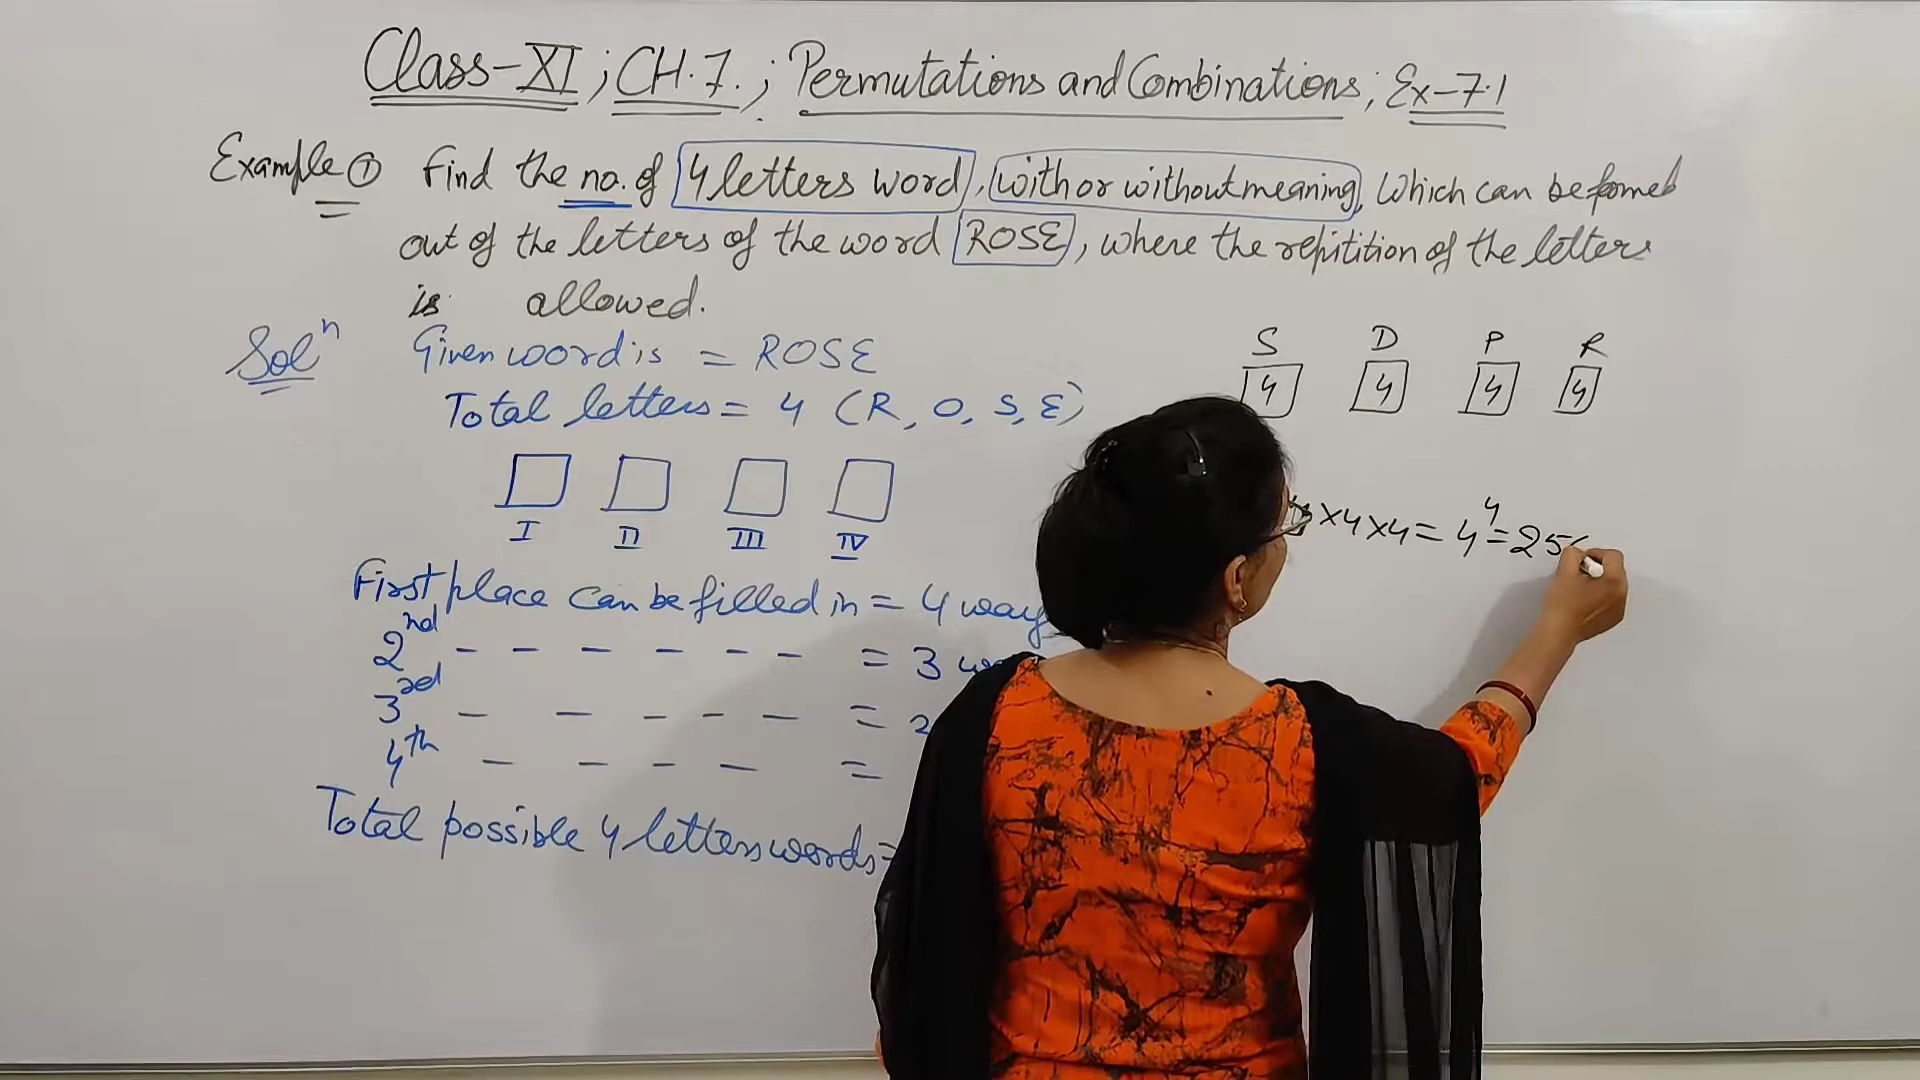 Class-XI ; CH.7. ; Permutations and Combinations ; Ex-7.1
Example ① Find the no. of 4 letters word, with or without meaning, which can be formed
out of the letters of the word ROSE, where the repitition of the letters
is allowed.
Solⁿ Given word is = ROSE
Total letters = 4 (R, O, S, E)
I II III IV
First place can be filled in = 4 way
2nd - - - - - - = 3
3rd - - - - - = 2
4th - - - - =
Total possible 4 letters words =
S D P R
4 4 4 4
×4×4 = 4⁴ = 25